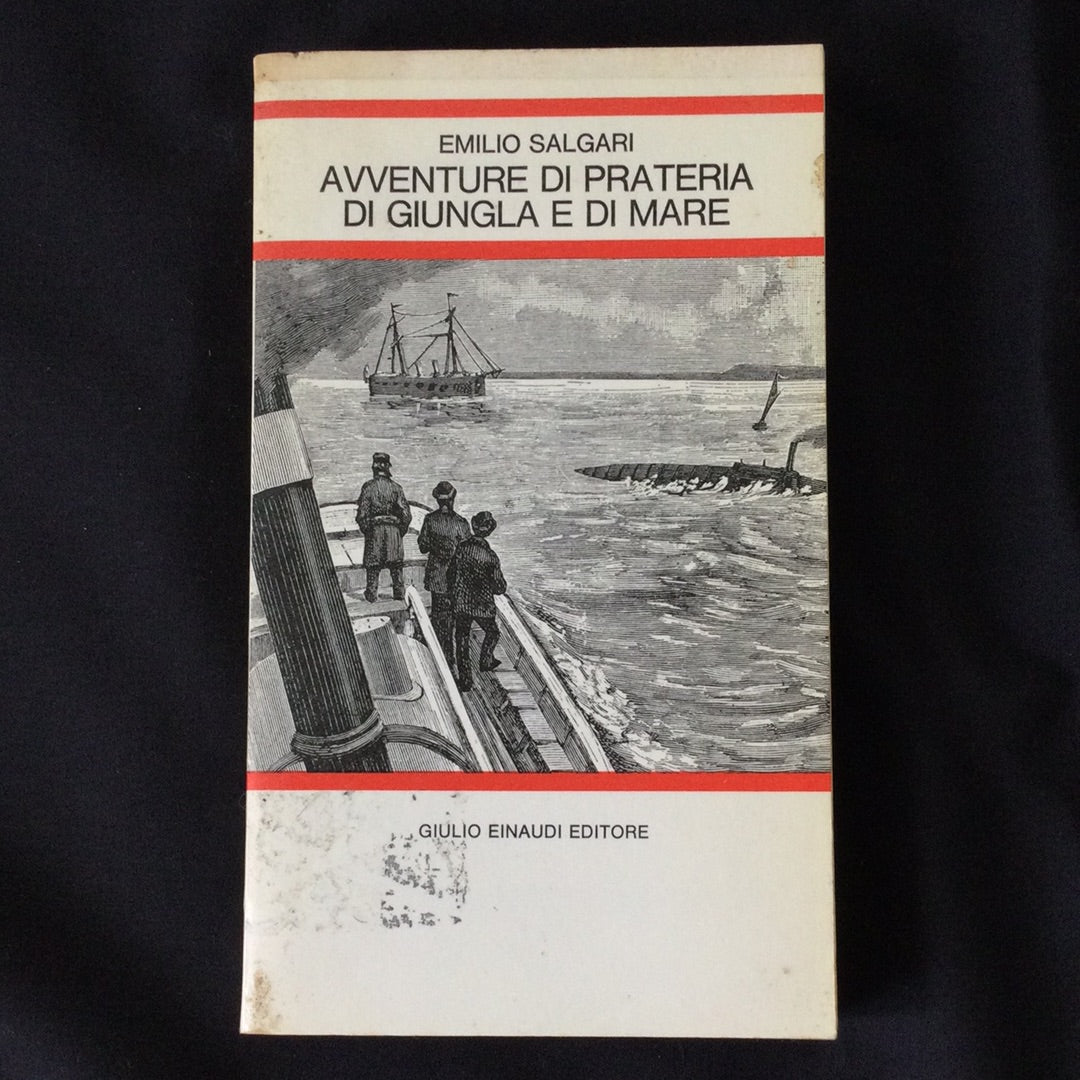 EMILIO SALGARI
AVVENTURE DI PRATERIA
DI GIUNGLA E DI MARE
GIULIO EINAUDI EDITORE